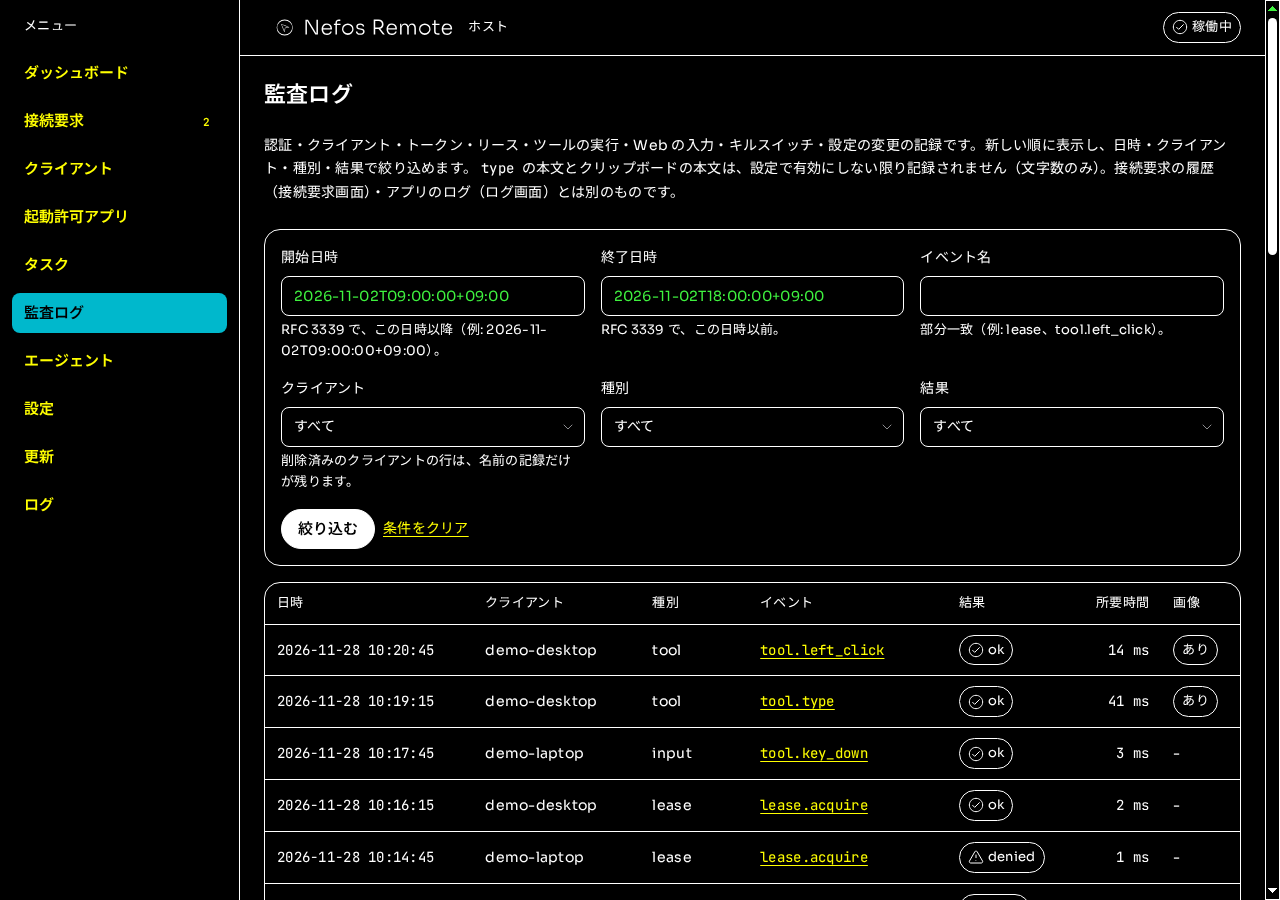 メニュー
ダッシュボード
接続要求 2
クライアント
起動許可アプリ
タスク
監査ログ
エージェント
設定
更新
ログ
Nefos Remote ホスト
稼働中
監査ログ
認証・クライアント・トークン・リース・ツールの実行・Web の入力・キルスイッチ・設定の変更の記録です。新しい順に表示し、日時・クライアン
ト・種別・結果で絞り込めます。 type の本文とクリップボードの本文は、設定で有効にしない限り記録されません（文字数のみ）。接続要求の履歴
（接続要求画面）・アプリのログ（ログ画面）とは別のものです。
開始日時 終了日時 イベント名
2026-11-02T09:00:00+09:00 2026-11-02T18:00:00+09:00
RFC 3339 で、この日時以降（例: 2026-11-
02T09:00:00+09:00）。
RFC 3339 で、この日時以前。
部分一致（例: lease、tool.left_click）。
クライアント 種別 結果
すべて すべて すべて
削除済みのクライアントの行は、名前の記録だけ
が残ります。
絞り込む 条件をクリア
日時 クライアント 種別 イベント 結果 所要時間 画像
2026-11-28 10:20:45 demo-desktop tool tool.left_click ok 14 ms あり
2026-11-28 10:19:15 demo-desktop tool tool.type ok 41 ms あり
2026-11-28 10:17:45 demo-laptop input tool.key_down ok 3 ms -
2026-11-28 10:16:15 demo-desktop lease lease.acquire ok 2 ms -
2026-11-28 10:14:45 demo-laptop lease lease.acquire denied 1 ms -